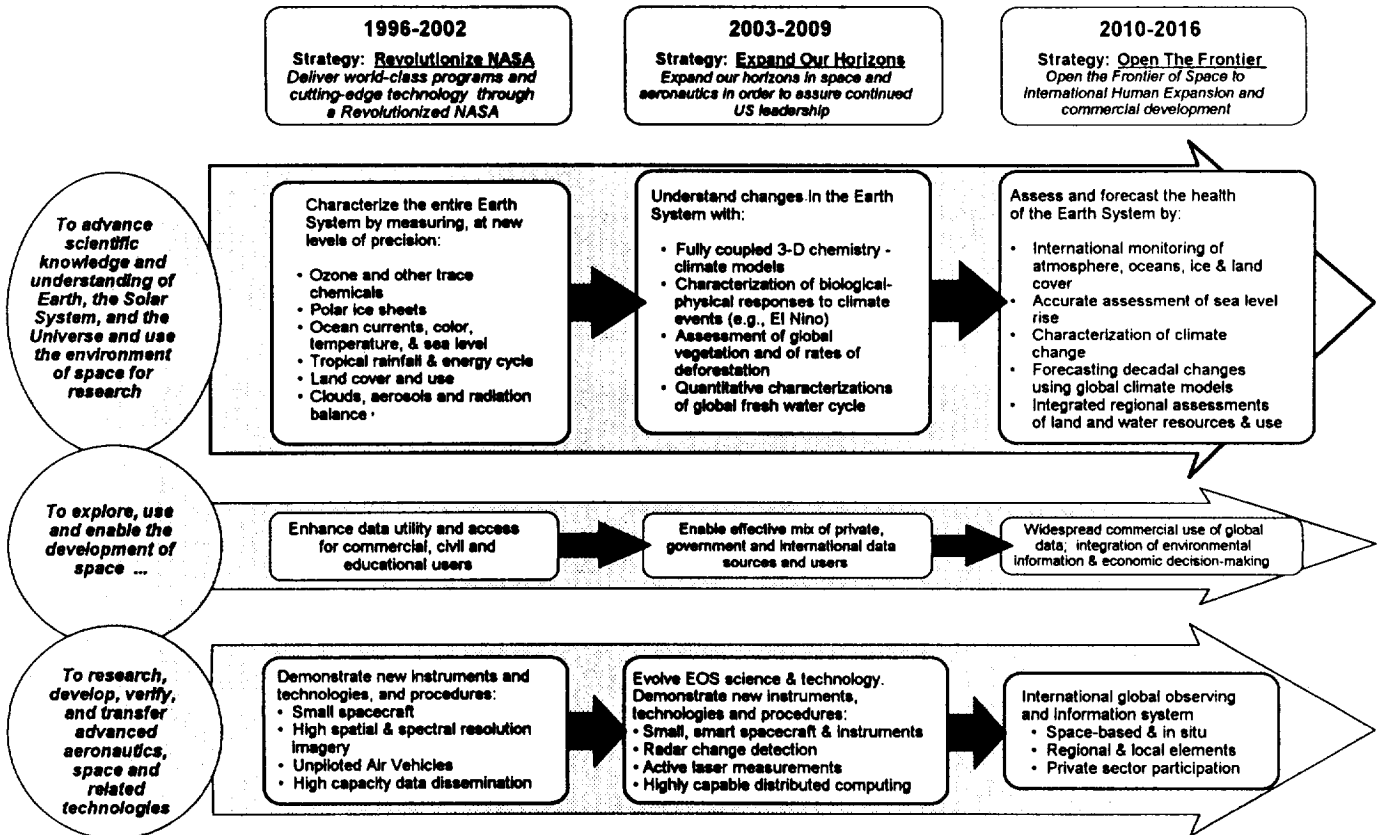 1996-2002
Strategy: Revolutionize NASA
Deliver world-class programs and
cutting-edge technology through
a Revolutionized NASA
2003-2009
Strategy: Expand Our Horizons
Expand our horizons in space and
aeronautics in order to assure continued
US leadership
2010-2016
Strategy: Open The Frontier
Open the Frontier of Space to
International Human Expansion and
commercial development
To advance
scientific
knowledge and
understanding of
Earth, the Solar
System, and the
Universe and use
the environment
of space for
research
Characterize the entire Earth
System by measuring, at new
levels of precision:
• Ozone and other trace
chemicals
• Polar ice sheets
• Ocean currents, color,
temperature, & sea level
• Tropical rainfall & energy cycle
• Land cover and use
• Clouds, aerosols and radiation
balance
Understand changes in the Earth
System with:
• Fully coupled 3-D chemistry -
climate models
• Characterization of biological-
physical responses to climate
events (e.g., El Nino)
• Assessment of global
vegetation and of rates of
deforestation
• Quantitative characterizations
of global fresh water cycle
Assess and forecast the health
of the Earth System by:
• International monitoring of
atmosphere, oceans, ice & land
cover
• Accurate assessment of sea level
rise
• Characterization of climate
change
• Forecasting decadal changes
using global climate models
• Integrated regional assessments
of land and water resources & use
To explore, use
and enable the
development of
space ...
Enhance data utility and access
for commercial, civil and
educational users
Enable effective mix of private,
government and international data
sources and users
Widespread commercial use of global
data; integration of environmental
information & economic decision-making
To research,
develop, verify,
and transfer
advanced
aeronautics,
space and
related
technologies
Demonstrate new instruments and
technologies, and procedures:
• Small spacecraft
• High spatial & spectral resolution
imagery
• Unpiloted Air Vehicles
• High capacity data dissemination
Evolve EOS science & technology.
Demonstrate new instruments,
technologies and procedures:
• Small, smart spacecraft & instruments
• Radar change detection
• Active laser measurements
• Highly capable distributed computing
International global observing
and Information system
• Space-based & in situ
• Regional & local elements
• Private sector participation